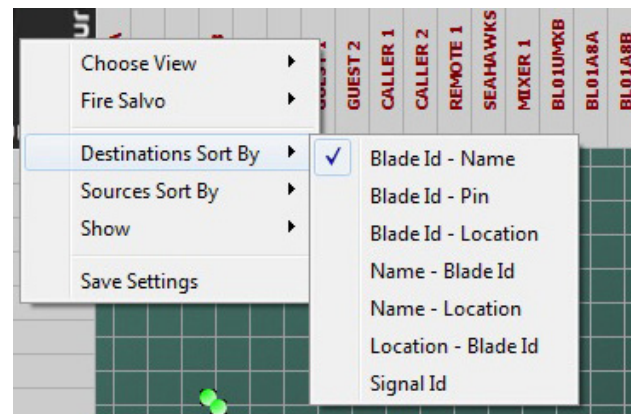 GUEST 2
CALLER 1
CALLER 2
REMOTE 1
SEAHAWKS
MIXER 1
BL01UMXB
BL01A8A
BL01A8B
Choose View
Fire Salvo
Destinations Sort By
Sources Sort By
Show
Save Settings
Blade Id - Name
Blade Id - Pin
Blade Id - Location
Name - Blade Id
Name - Location
Location - Blade Id
Signal Id